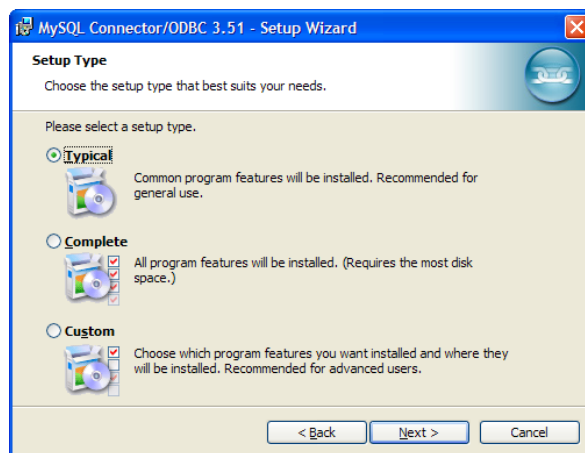 MySQL Connector/ODBC 3.51 - Setup Wizard
Setup Type
Choose the setup type that best suits your needs.
Please select a setup type.
Typical
Common program features will be installed. Recommended for
general use.
Complete
All program features will be installed. (Requires the most disk
space.)
Custom
Choose which program features you want installed and where they
will be installed. Recommended for advanced users.
< Back
Next >
Cancel